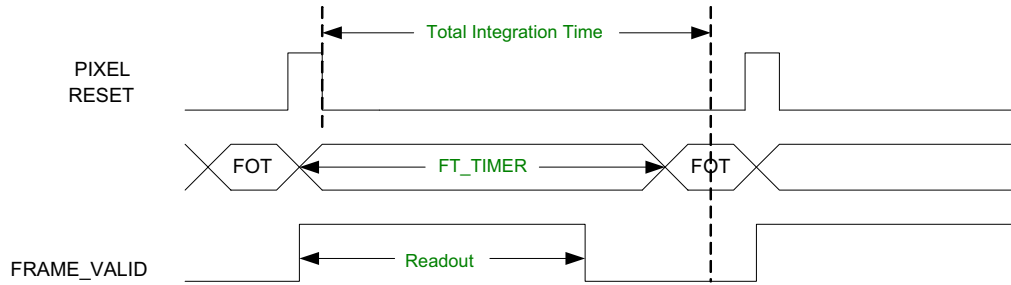 Total Integration Time
PIXEL
RESET
FOT
FT_TIMER
FOT
Readout
FRAME_VALID